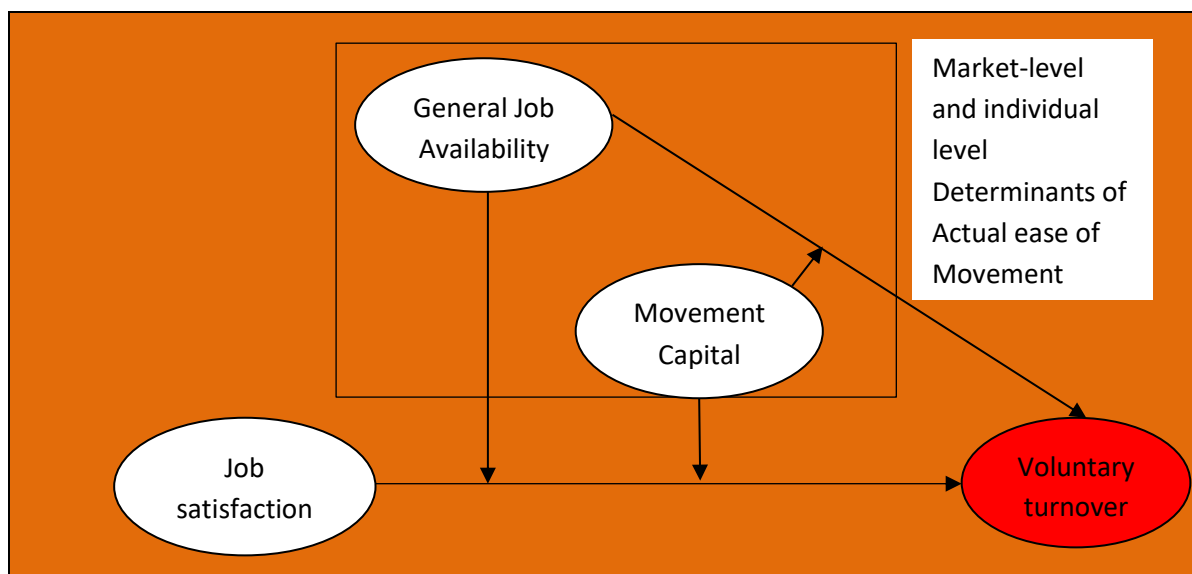 General Job
Availability
Market-level
and individual
level
Determinants of
Actual ease of
Movement
Movement
Capital
Job
satisfaction
Voluntary
turnover